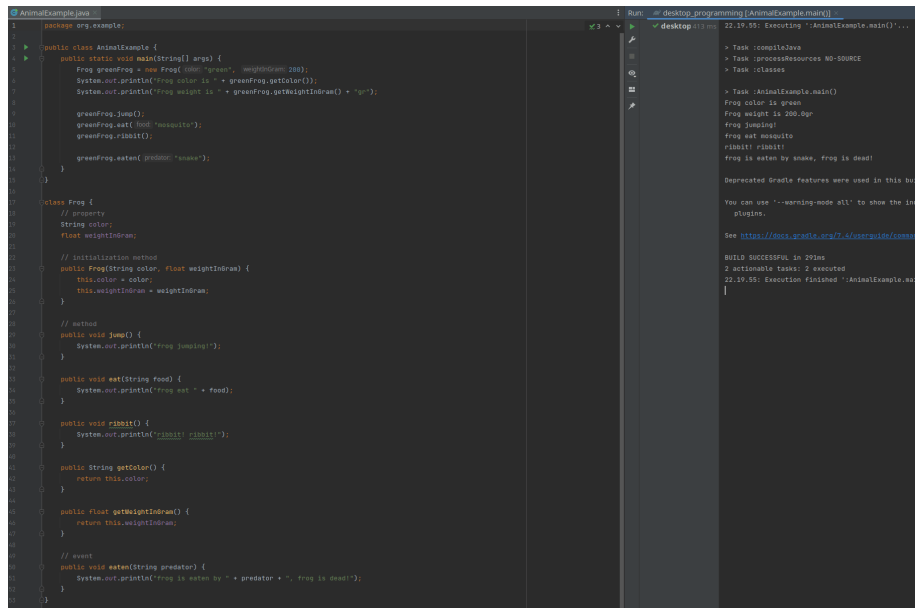 AnimalExample.java
package org.example;
public class AnimalExample {
public static void main(String[] args) {
Frog greenFrog = new Frog( color: "green", weightInGram: 200);
System.out.println("Frog color is " + greenFrog.getColor());
System.out.println("Frog weight is " + greenFrog.getWeightInGram() + "gr");
greenFrog.jump();
greenFrog.eat( food: "mosquito");
greenFrog.ribbit();
greenFrog.eaten( predator: "snake");
}
}
class Frog {
// property
String color;
float weightInGram;
// initialization method
public Frog(String color, float weightInGram) {
this.color = color;
this.weightInGram = weightInGram;
}
// method
public void jump() {
System.out.println("frog jumping!");
}
public void eat(String food) {
System.out.println("frog eat " + food);
}
public void ribbit() {
System.out.println("ribbit! ribbit!");
}
public String getColor() {
return this.color;
}
public float getWeightInGram() {
return this.weightInGram;
}
// event
public void eaten(String predator) {
System.out.println("frog is eaten by " + predator + ", frog is dead!");
}
}
3
Run: desktop_programming [:AnimalExample.main()]
desktop 413 ms
22.19.55: Executing ':AnimalExample.main()'...
> Task :compileJava
> Task :processResources NO-SOURCE
> Task :classes
> Task :AnimalExample.main()
Frog color is green
Frog weight is 200.0gr
frog jumping!
frog eat mosquito
ribbit! ribbit!
frog is eaten by snake, frog is dead!
Deprecated Gradle features were used in this bu
You can use '--warning-mode all' to show the in
plugins.
See https://docs.gradle.org/7.4/userguide/comma
BUILD SUCCESSFUL in 291ms
2 actionable tasks: 2 executed
22.19.55: Execution finished ':AnimalExample.ma